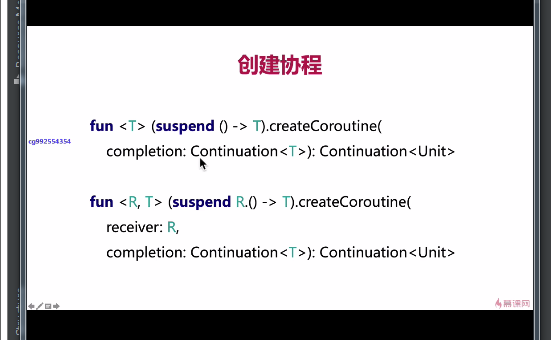 创建协程
fun <T> (suspend () -> T).createCoroutine(
cg992554354
completion: Continuation<T>): Continuation<Unit>
fun <R, T> (suspend R.() -> T).createCoroutine(
receiver: R,
completion: Continuation<T>): Continuation<Unit>
慕课网